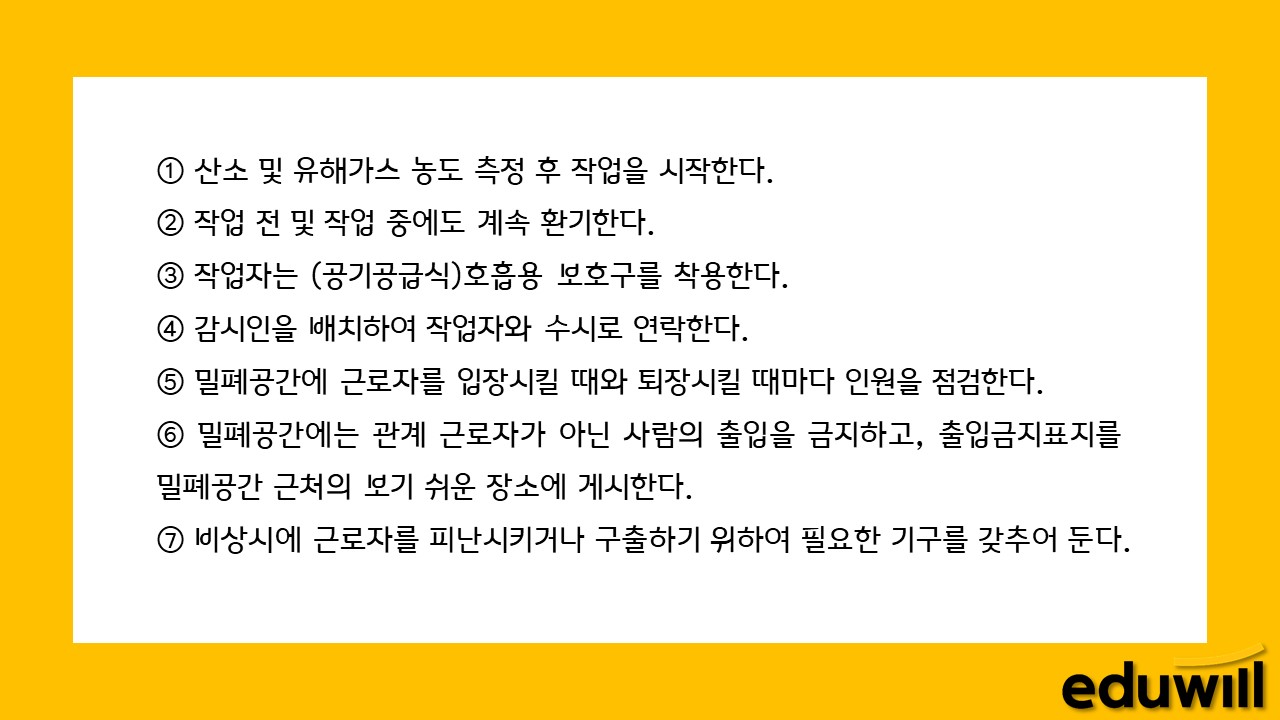 ① 산소 및 유해가스 농도 측정 후 작업을 시작한다.
② 작업 전 및 작업 중에도 계속 환기한다.
③ 작업자는 (공기공급식)호흡용 보호구를 착용한다.
④ 감시인을 배치하여 작업자와 수시로 연락한다.
⑤ 밀폐공간에 근로자를 입장시킬 때와 퇴장시킬 때마다 인원을 점검한다.
⑥ 밀폐공간에는 관계 근로자가 아닌 사람의 출입을 금지하고, 출입금지표지를
밀폐공간 근처의 보기 쉬운 장소에 게시한다.
⑦ 비상시에 근로자를 피난시키거나 구출하기 위하여 필요한 기구를 갖추어 둔다.
eduwill